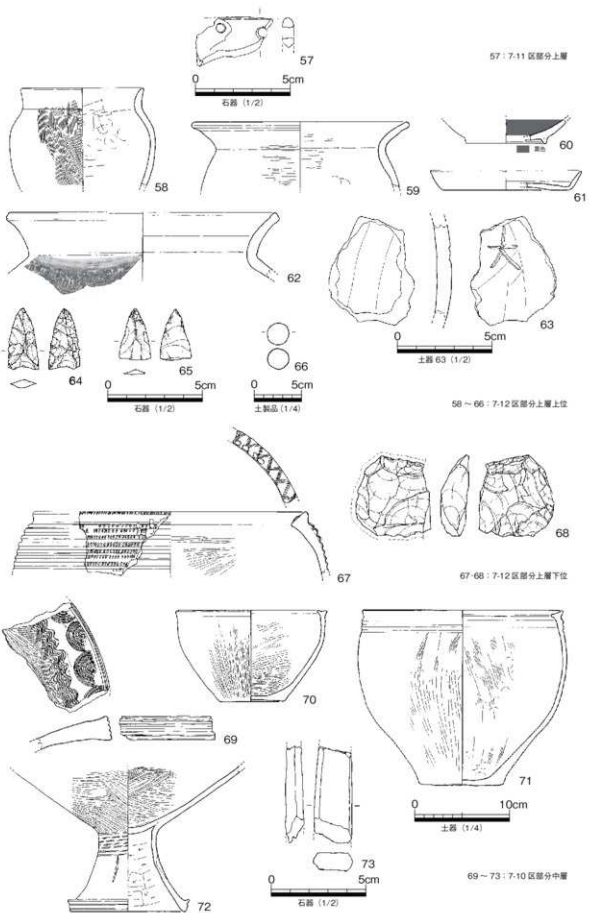 57
0 5cm
石器（1/2）
57：7-11 区部分上層
58
59
60
黒色
61
62
63
0 5cm
土器 63（1/2）
64
65
66
0 5cm
石器（1/2）
0 5cm
土製品（1/4）
58 ～ 66：7-12 区部分上層上位
67
68
67・68：7-12 区部分上層下位
69
70
71
0 10cm
土器（1/4）
72
73
0 5cm
石器（1/2）
69 ～ 73：7-10 区部分中層